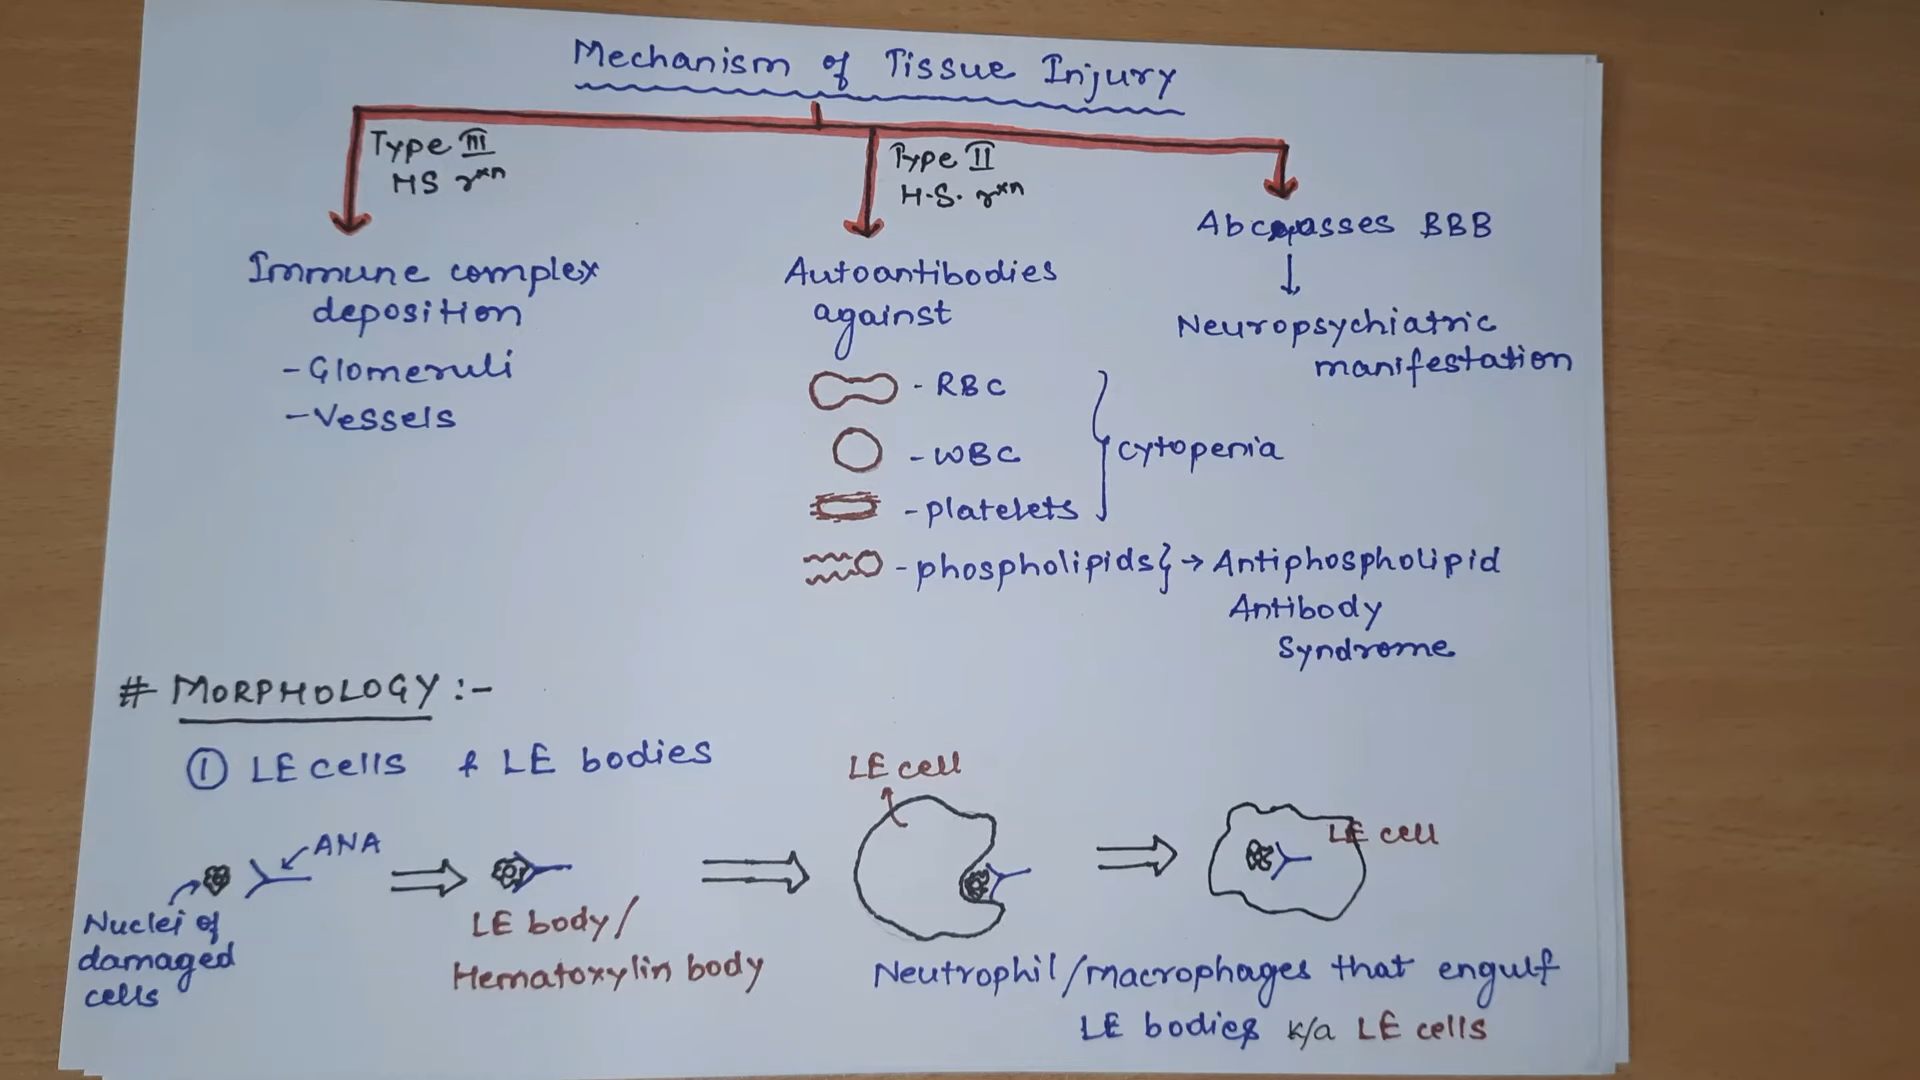 Mechanism of Tissue Injury
Type III
HS rxn
Immune complex
deposition
- Glomeruli
- Vessels
Type II
H.S. rxn
Autoantibodies
against
- RBC
- WBC
- platelets
cytopenia
- phospholipids } → Antiphospholipid
Antibody
Syndrome
passes BBB
↓
Neuropsychiatric
manifestation
# MORPHOLOGY :-
① LE cells & LE bodies
Nuclei of
damaged
cells
ANA
LE body/
Hematoxylin body
LE cell
LE cell
Neutrophil/macrophages that engulf
LE bodies k/a LE cells